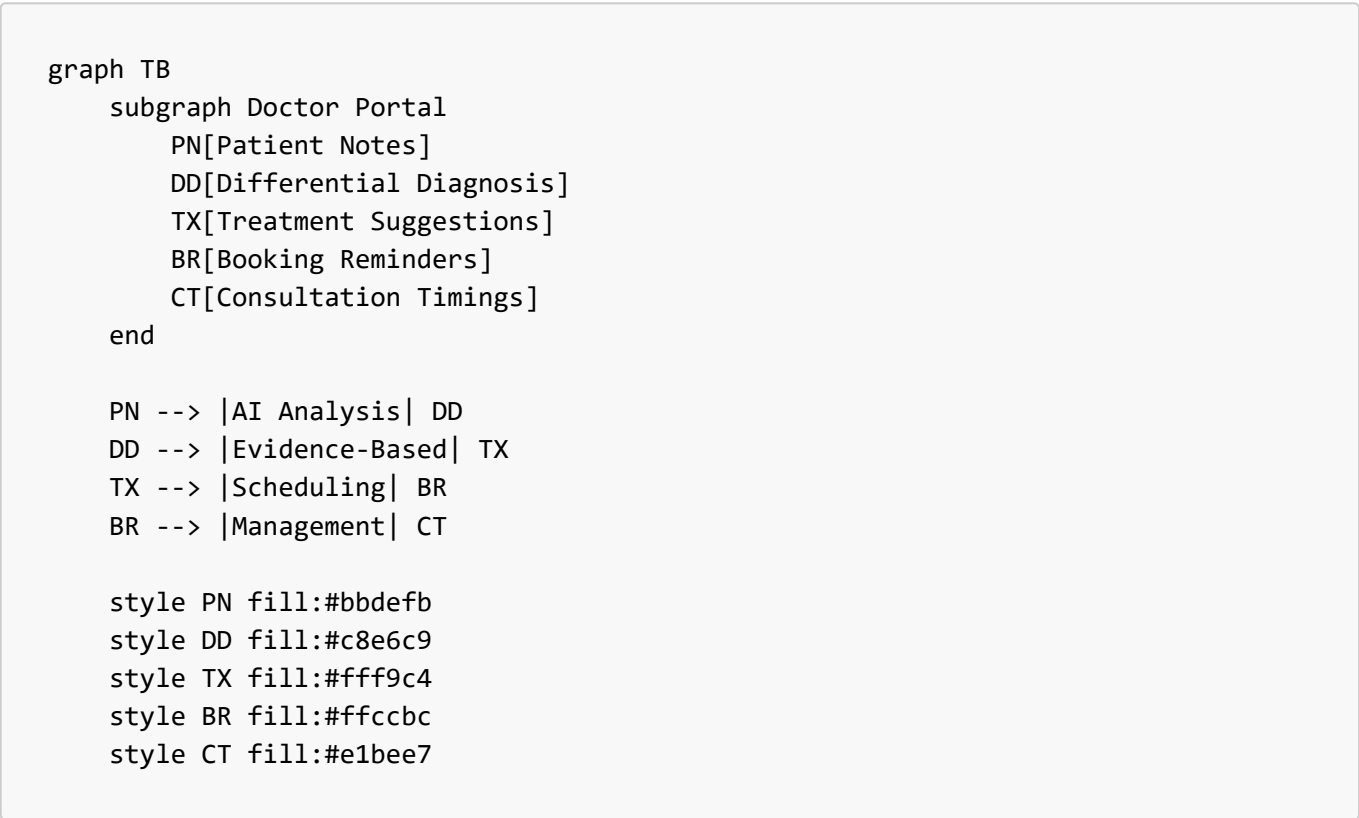 graph TB
    subgraph Doctor Portal
        PN[Patient Notes]
        DD[Differential Diagnosis]
        TX[Treatment Suggestions]
        BR[Booking Reminders]
        CT[Consultation Timings]
    end

    PN --> |AI Analysis| DD
    DD --> |Evidence-Based| TX
    TX --> |Scheduling| BR
    BR --> |Management| CT

    style PN fill:#bbdefb
    style DD fill:#c8e6c9
    style TX fill:#fff9c4
    style BR fill:#ffccbc
    style CT fill:#e1bee7